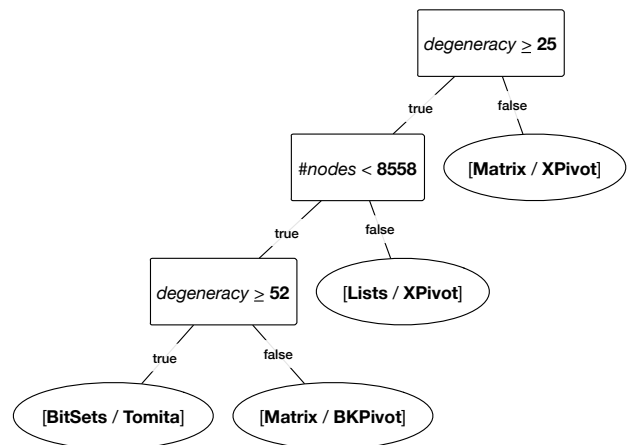 degeneracy ≥ 25
true
false
#nodes < 8558
[Matrix / XPivot]
true
false
degeneracy ≥ 52
[Lists / XPivot]
true
false
[BitSets / Tomita]
[Matrix / BKPivot]